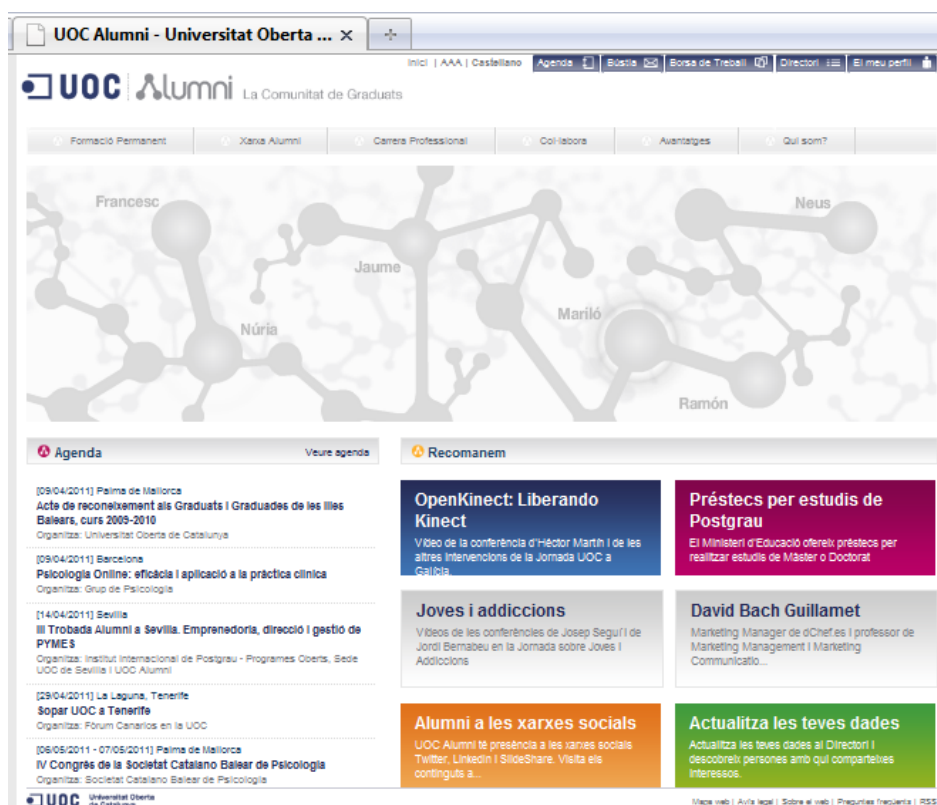 UOC Alumni - Universitat Oberta ... ×
Inici | AAA | Castellano Agenda Bústia Borsa de Treball Directori El meu perfil
UOC Alumni La Comunitat de Graduats
Formació Permanent Xarxa Alumni Carrera Professional Col·labora Avantatges Qui som?
Francesc
Neus
Jaume
Mariló
Núria
Ramón
Agenda Veure agenda
[09/04/2011] Palma de Mallorca
Acte de reconeixement als Graduats i Graduades de les Illes
Balears, curs 2009-2010
Organitza: Universitat Oberta de Catalunya
[09/04/2011] Barcelona
Psicologia Online: eficàcia i aplicació a la pràctica clínica
Organitza: Grup de Psicologia
[14/04/2011] Sevilla
III Trobada Alumni a Sevilla. Emprenedoria, direcció i gestió de
PYMES
Organitza: Institut Internacional de Postgrau - Programes Oberts, Sede
UOC de Sevilla i UOC Alumni
[29/04/2011] La Laguna, Tenerife
Sopar UOC a Tenerife
Organitza: Fòrum Canarios en la UOC
[06/05/2011 - 07/05/2011] Palma de Mallorca
IV Congrés de la Societat Catalano Balear de Psicologia
Organitza: Societat Catalano Balear de Psicologia
Recomanem
OpenKinect: Liberando
Kinect
Vídeo de la conferència d'Héctor Martín i de les
altres intervencions de la Jornada UOC a
Galícia.
Préstecs per estudis de
Postgrau
El Ministeri d'Educació ofereix préstecs per
realitzar estudis de Màster o Doctorat
Joves i addiccions
Vídeos de les conferències de Josep Seguí i de
Jordi Bernabeu en la Jornada sobre Joves i
Addiccions
David Bach Guillamet
Marketing Manager de dChef.es i professor de
Marketing Management i Marketing
Communicatio...
Alumni a les xarxes socials
UOC Alumni té presència a les xarxes socials
Twitter, Linkedin i SlideShare. Visita els
continguts a...
Actualitza les teves dades
Actualitza les teves dades al Directori i
descobreix persones amb qui comparteixes
interessos.
UOC Universitat Oberta
de Catalunya
Mapa web | Avís legal | Sobre el web | Preguntes freqüents | RSS